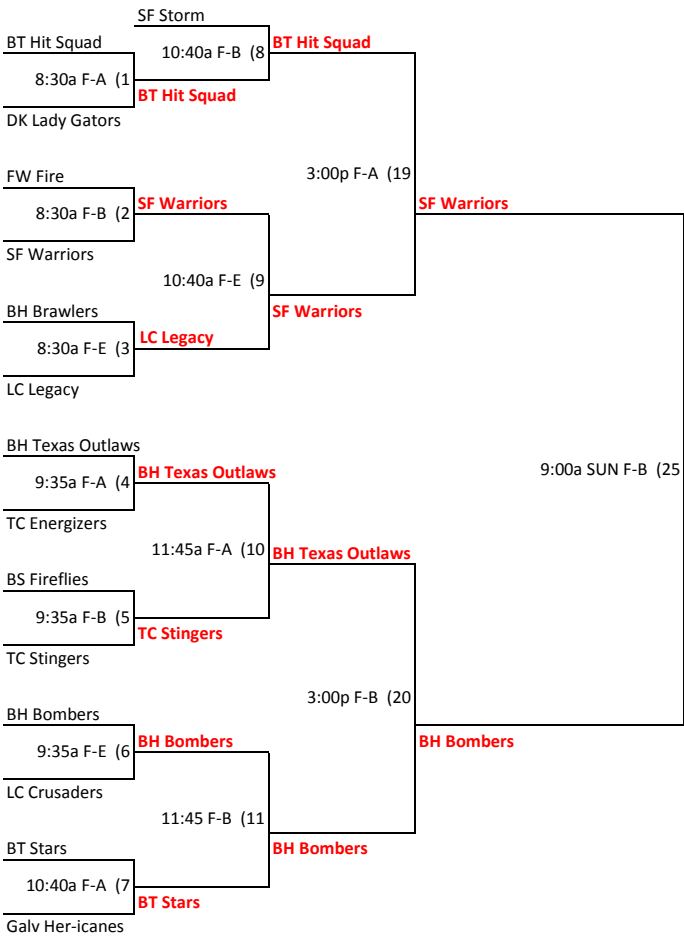 SF Storm
BT Hit Squad
10:40a F-B (8
BT Hit Squad
8:30a F-A (1
BT Hit Squad
DK Lady Gators
FW Fire
3:00p F-A (19
8:30a F-B (2
SF Warriors
SF Warriors
SF Warriors
10:40a F-E (9
BH Brawlers
SF Warriors
8:30a F-E (3
LC Legacy
LC Legacy
BH Texas Outlaws
9:35a F-A (4
BH Texas Outlaws
9:00a SUN F-B (25
TC Energizers
11:45a F-A (10
BH Texas Outlaws
BS Fireflies
9:35a F-B (5
TC Stingers
TC Stingers
3:00p F-B (20
BH Bombers
9:35a F-E (6
BH Bombers
BH Bombers
LC Crusaders
11:45 F-B (11
BT Stars
BH Bombers
10:40a F-A (7
BT Stars
Galv Her-icanes